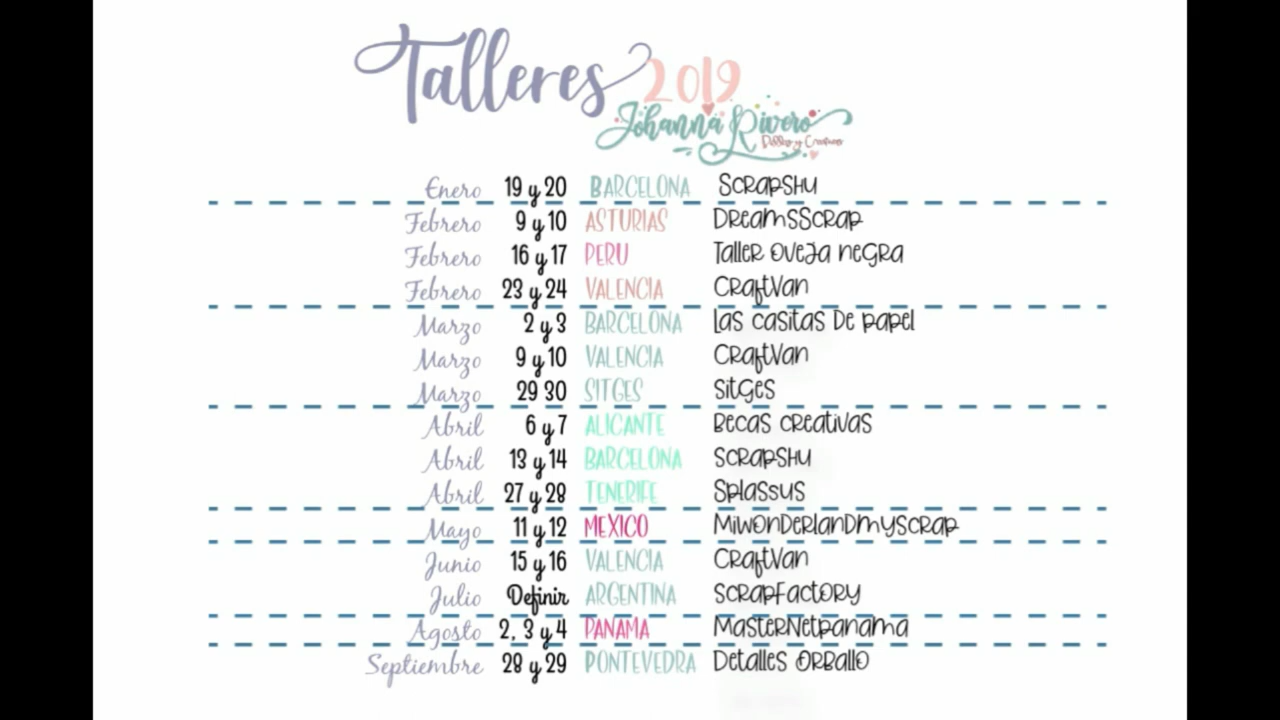 Talleres 2019
Johanna Rivero
Enero 19 y 20 BARCELONA ScrapShy
Febrero 9 y 10 ASTURIAS DreamsScrap
Febrero 16 y 17 PERU Taller oveja negra
Febrero 23 y 24 VALENCIA CraftVan
Marzo 2 y 3 BARCELONA Las casitas De papel
Marzo 9 y 10 VALENCIA CraftVan
Marzo 29 30 SITGES Sitges
Abril 6 y 7 ALICANTE Becas creativas
Abril 13 y 14 BARCELONA ScrapShy
Abril 27 y 28 TENERIFE Splassus
Mayo 11 y 12 MEXICO MiwonDerlanDmyscrap
Junio 15 y 16 VALENCIA CraftVan
Julio Definir ARGENTINA ScrapFactory
Agosto 2, 3 y 4 PANAMA MasterNetpanama
Septiembre 28 y 29 PONTEVEDRA Detalles Orballo